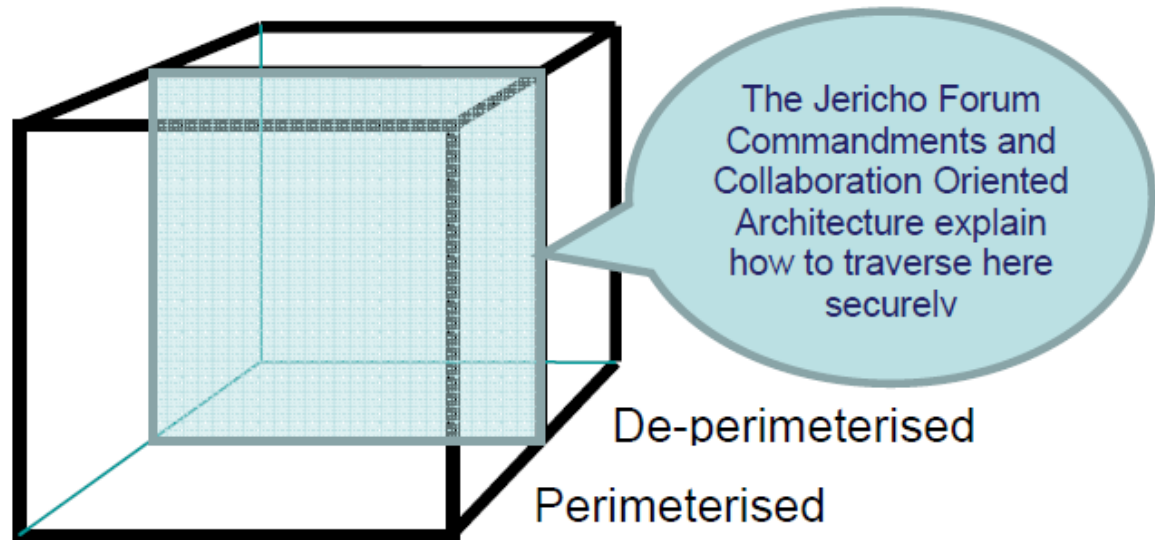 The Jericho Forum
Commandments and
Collaboration Oriented
Architecture explain
how to traverse here
securely
De-perimeterised
Perimeterised